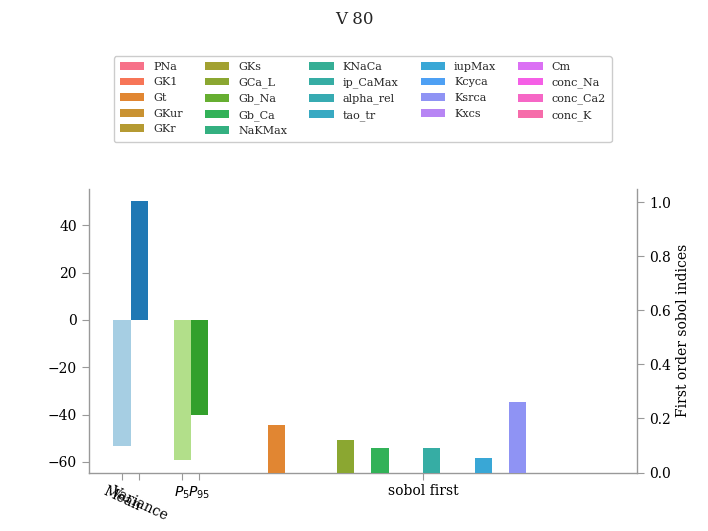 V 80
PNa GKs KNaCa iupMax Cm
GK1 GCa_L ip_CaMax Kcyca conc_Na
Gt Gb_Na alpha_rel Ksrca conc_Ca2
GKur Gb_Ca tao_tr Kxcs conc_K
GKr NaKMax
40
20
0
−20
−40
−60
1.0
0.8
0.6
0.4
0.2
0.0
First order sobol indices
Mean
Variance
P5 P95
sobol first